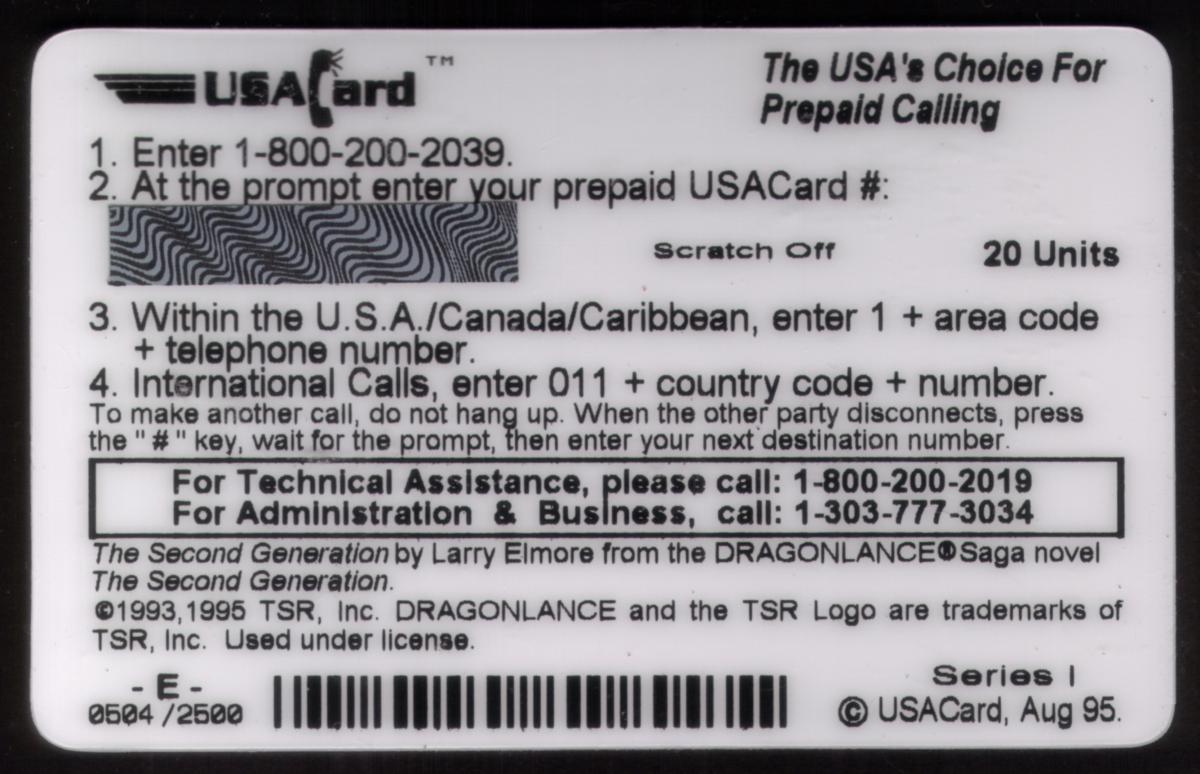 USACard™
The USA's Choice For
Prepaid Calling
1. Enter 1-800-200-2039.
2. At the prompt enter your prepaid USACard #:
Scratch Off
20 Units
3. Within the U.S.A./Canada/Caribbean, enter 1 + area code
+ telephone number.
4. International Calls, enter 011 + country code + number.
To make another call, do not hang up. When the other party disconnects, press
the "#" key, wait for the prompt, then enter your next destination number.
For Technical Assistance, please call: 1-800-200-2019
For Administration & Business, call: 1-303-777-3034
The Second Generation by Larry Elmore from the DRAGONLANCE® Saga novel
The Second Generation.
©1993,1995 TSR, Inc. DRAGONLANCE and the TSR Logo are trademarks of
TSR, Inc. Used under license.
- E -
0504 /2500
Series I
© USACard, Aug 95.